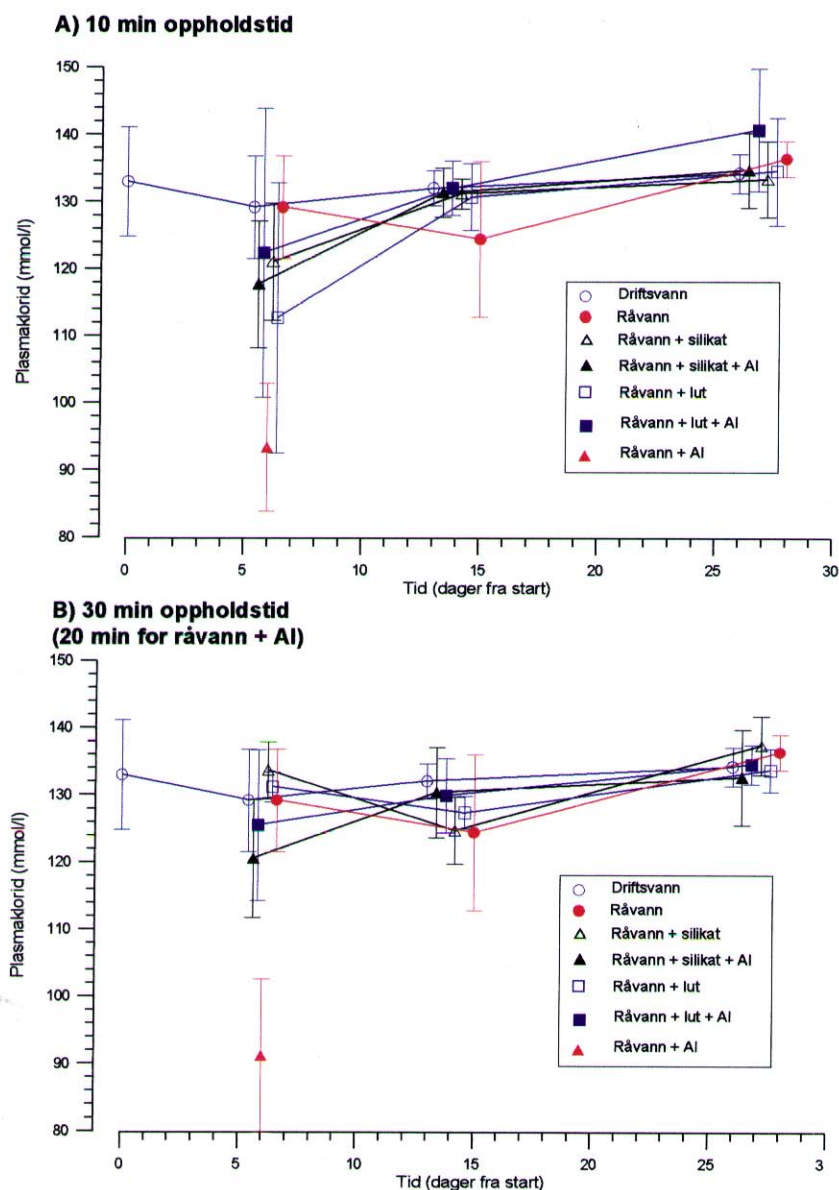 A) 10 min oppholdstid
150
140
130
120
110
100
90
80
Plasmaklorid (mmol/l)
Driftsvann
Råvann
Råvann + silikat
Råvann + silikat + Al
Råvann + lut
Råvann + lut + Al
Råvann + Al
0 5 10 15 20 25 30
Tid (dager fra start)
B) 30 min oppholdstid
(20 min for råvann + Al)
150
140
130
120
110
100
90
80
Plasmaklorid (mmol/l)
Driftsvann
Råvann
Råvann + silikat
Råvann + silikat + Al
Råvann + lut
Råvann + lut + Al
Råvann + Al
0 5 10 15 20 25 3
Tid (dager fra start)